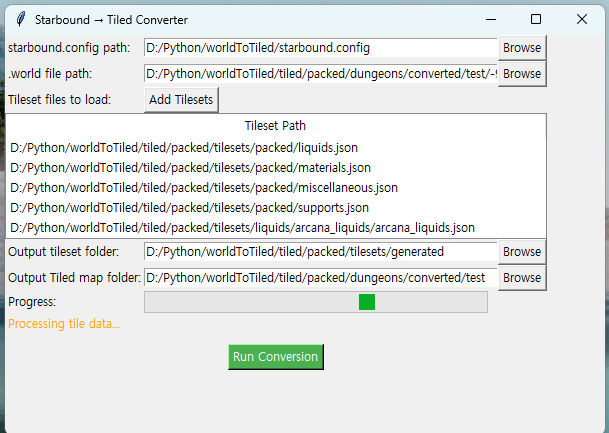 Starbound → Tiled Converter
starbound.config path: D:/Python/worldToTiled/starbound.config Browse
.world file path: D:/Python/worldToTiled/tiled/packed/dungeons/converted/test/-9 Browse
Tileset files to load: Add Tilesets
Tileset Path
D:/Python/worldToTiled/tiled/packed/tilesets/packed/liquids.json
D:/Python/worldToTiled/tiled/packed/tilesets/packed/materials.json
D:/Python/worldToTiled/tiled/packed/tilesets/packed/miscellaneous.json
D:/Python/worldToTiled/tiled/packed/tilesets/packed/supports.json
D:/Python/worldToTiled/tiled/packed/tilesets/liquids/arcana_liquids/arcana_liquids.json
Output tileset folder: D:/Python/worldToTiled/tiled/packed/tilesets/generated Browse
Output Tiled map folder: D:/Python/worldToTiled/tiled/packed/dungeons/converted/test Browse
Progress:
Processing tile data...
Run Conversion